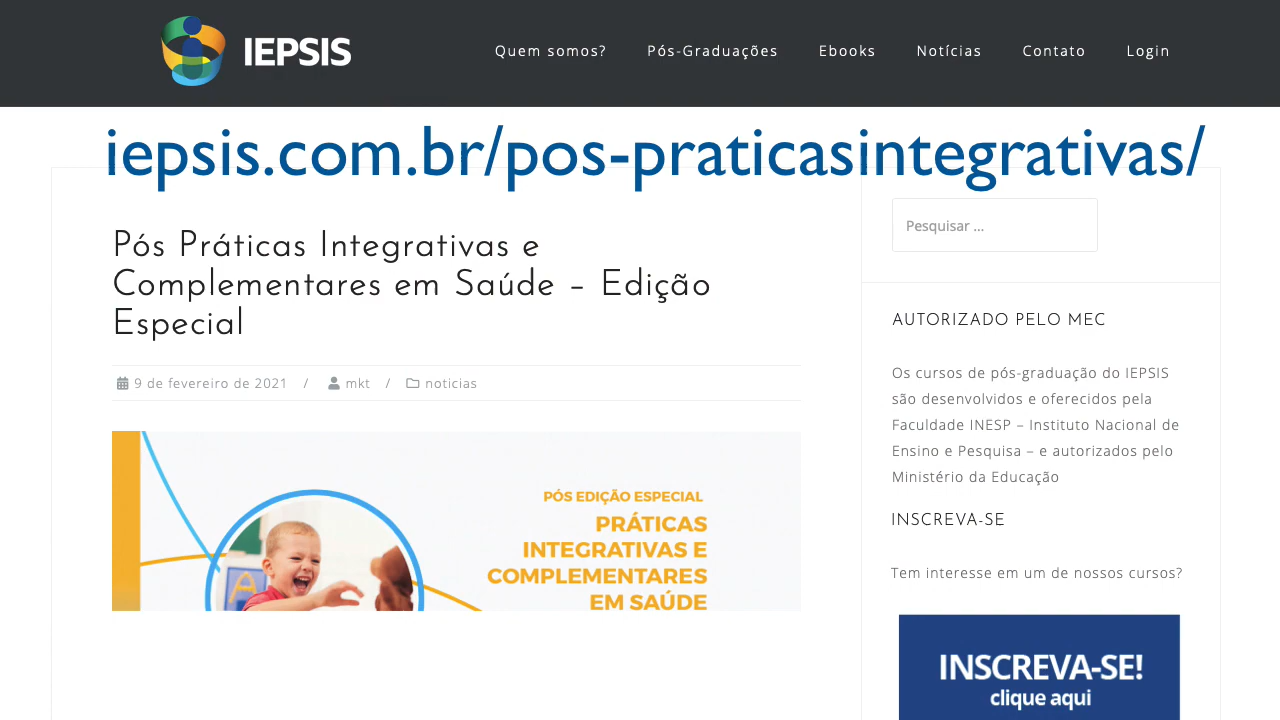 IEPSIS
Quem somos? Pós-Graduações Ebooks Notícias Contato Login
iepsis.com.br/pos-praticasintegrativas/
Pós Práticas Integrativas e
Complementares em Saúde – Edição
Especial
9 de fevereiro de 2021 / mkt / noticias
PÓS EDIÇÃO ESPECIAL
PRÁTICAS
INTEGRATIVAS E
COMPLEMENTARES
EM SAÚDE
A
Pesquisar ...
AUTORIZADO PELO MEC
Os cursos de pós-graduação do IEPSIS
são desenvolvidos e oferecidos pela
Faculdade INESP – Instituto Nacional de
Ensino e Pesquisa – e autorizados pelo
Ministério da Educação
INSCREVA-SE
Tem interesse em um de nossos cursos?
INSCREVA-SE!
clique aqui